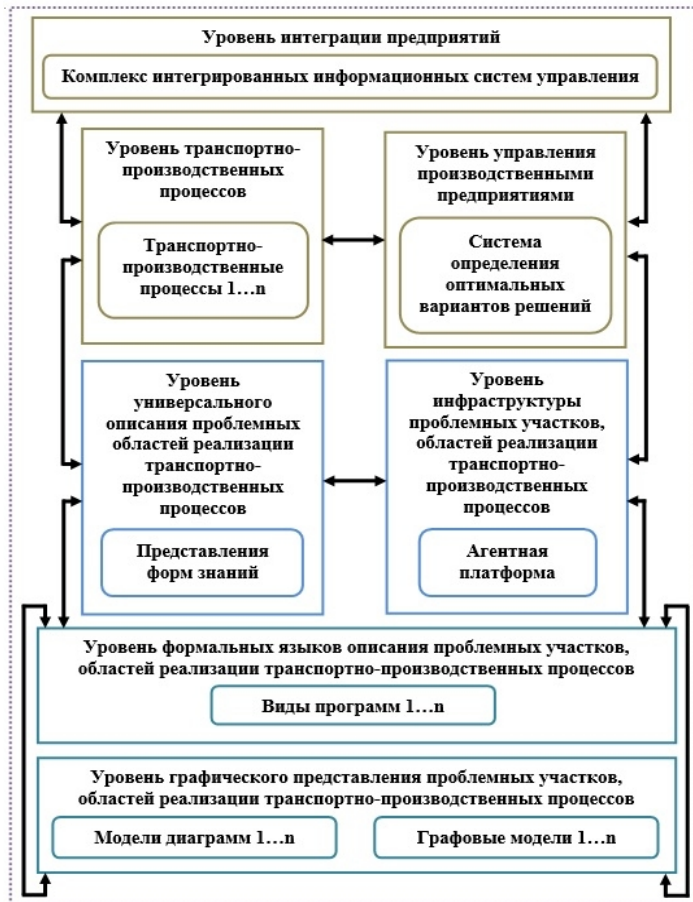 Уровень интеграции предприятий
Комплекс интегрированных информационных систем управления
Уровень транспортно-
производственных
процессов
Транспортно-
производственные
процессы 1…n
Уровень управления
производственными
предприятиями
Система
определения
оптимальных
вариантов решений
Уровень
универсального
описания проблемных
областей реализации
транспортно-
производственных
процессов
Представления
форм знаний
Уровень
инфраструктуры
проблемных участков,
областей реализации
транспортно-
производственных
процессов
Агентная
платформа
Уровень формальных языков описания проблемных участков,
областей реализации транспортно-производственных процессов
Виды программ 1…n
Уровень графического представления проблемных участков,
областей реализации транспортно-производственных процессов
Модели диаграмм 1…n
Графовые модели 1…n